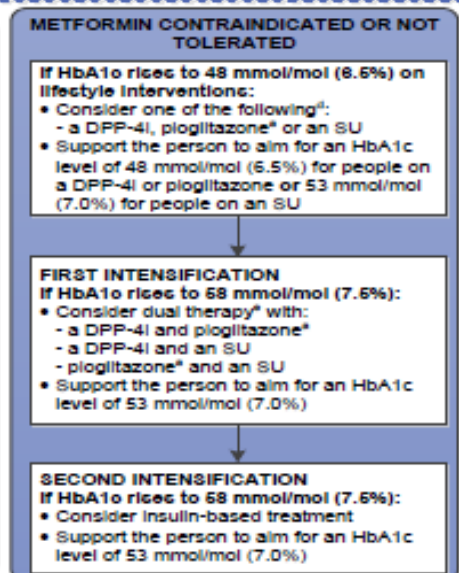 METFORMIN CONTRAINDICATED OR NOT
TOLERATED
If HbA1c rises to 48 mmol/mol (6.5%) on
lifestyle interventions:
• Consider one of the followingᵈ:
- a DPP-4i, pioglitazoneᵃ or an SU
• Support the person to aim for an HbA1c
level of 48 mmol/mol (6.5%) for people on
a DPP-4i or pioglitazone or 53 mmol/mol
(7.0%) for people on an SU
FIRST INTENSIFICATION
If HbA1c rises to 58 mmol/mol (7.5%):
• Consider dual therapyᵉ with:
- a DPP-4i and pioglitazoneᵃ
- a DPP-4i and an SU
- pioglitazoneᵃ and an SU
• Support the person to aim for an HbA1c
level of 53 mmol/mol (7.0%)
SECOND INTENSIFICATION
If HbA1c rises to 58 mmol/mol (7.5%):
• Consider insulin-based treatment
• Support the person to aim for an HbA1c
level of 53 mmol/mol (7.0%)